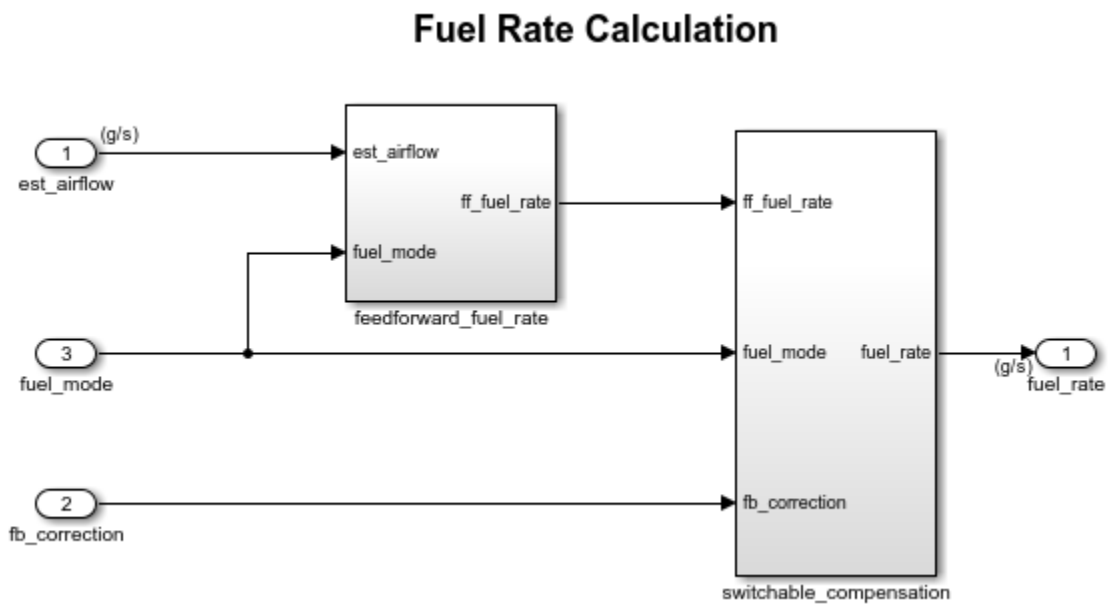 Fuel Rate Calculation
(g/s)
1
est_airflow
est_airflow
ff_fuel_rate
fuel_mode
feedforward_fuel_rate
ff_fuel_rate
3
fuel_mode
fuel_mode
fuel_rate
(g/s)
1
fuel_rate
2
fb_correction
fb_correction
switchable_compensation